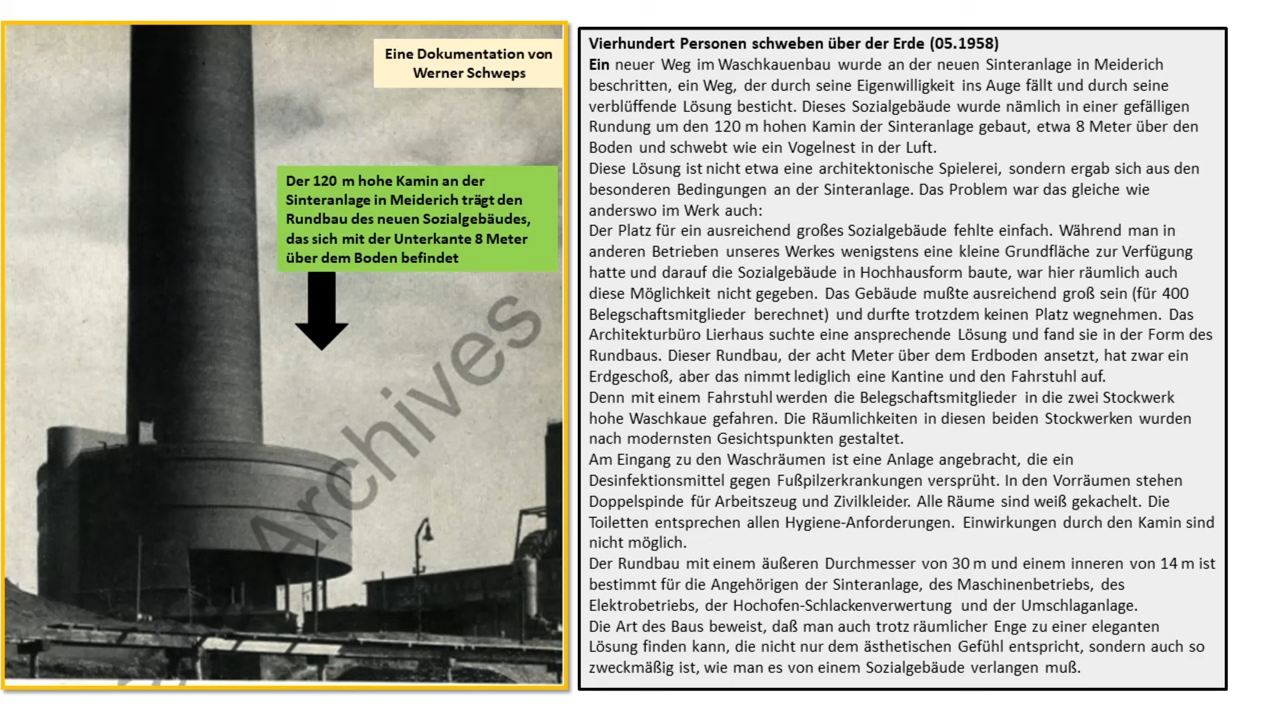 Eine Dokumentation von
Werner Schweps
Der 120 m hohe Kamin an der
Sinteranlage in Meiderich trägt den
Rundbau des neuen Sozialgebäudes,
das sich mit der Unterkante 8 Meter
über dem Boden befindet
Archives
Vierhundert Personen schweben über der Erde (05.1958)
Ein neuer Weg im Waschkauenbau wurde an der neuen Sinteranlage in Meiderich
beschritten, ein Weg, der durch seine Eigenwilligkeit ins Auge fällt und durch seine
verblüffende Lösung besticht. Dieses Sozialgebäude wurde nämlich in einer gefälligen
Rundung um den 120 m hohen Kamin der Sinteranlage gebaut, etwa 8 Meter über den
Boden und schwebt wie ein Vogelnest in der Luft.
Diese Lösung ist nicht etwa eine architektonische Spielerei, sondern ergab sich aus den
besonderen Bedingungen an der Sinteranlage. Das Problem war das gleiche wie
anderswo im Werk auch:
Der Platz für ein ausreichend großes Sozialgebäude fehlte einfach. Während man in
anderen Betrieben unseres Werkes wenigstens eine kleine Grundfläche zur Verfügung
hatte und darauf die Sozialgebäude in Hochhausform baute, war hier räumlich auch
diese Möglichkeit nicht gegeben. Das Gebäude mußte ausreichend groß sein (für 400
Belegschaftsmitglieder berechnet) und durfte trotzdem keinen Platz wegnehmen. Das
Architekturbüro Lierhaus suchte eine ansprechende Lösung und fand sie in der Form des
Rundbaus. Dieser Rundbau, der acht Meter über dem Erdboden ansetzt, hat zwar ein
Erdgeschoß, aber das nimmt lediglich eine Kantine und den Fahrstuhl auf.
Denn mit einem Fahrstuhl werden die Belegschaftsmitglieder in die zwei Stockwerk
hohe Waschkaue gefahren. Die Räumlichkeiten in diesen beiden Stockwerken wurden
nach modernsten Gesichtspunkten gestaltet.
Am Eingang zu den Waschräumen ist eine Anlage angebracht, die ein
Desinfektionsmittel gegen Fußpilzerkrankungen versprüht. In den Vorräumen stehen
Doppelspinde für Arbeitszeug und Zivilkleider. Alle Räume sind weiß gekachelt. Die
Toiletten entsprechen allen Hygiene-Anforderungen. Einwirkungen durch den Kamin sind
nicht möglich.
Der Rundbau mit einem äußeren Durchmesser von 30 m und einem inneren von 14 m ist
bestimmt für die Angehörigen der Sinteranlage, des Maschinenbetriebs, des
Elektrobetriebs, der Hochofen-Schlackenverwertung und der Umschlaganlage.
Die Art des Baus beweist, daß man auch trotz räumlicher Enge zu einer eleganten
Lösung finden kann, die nicht nur dem ästhetischen Gefühl entspricht, sondern auch so
zweckmäßig ist, wie man es von einem Sozialgebäude verlangen muß.